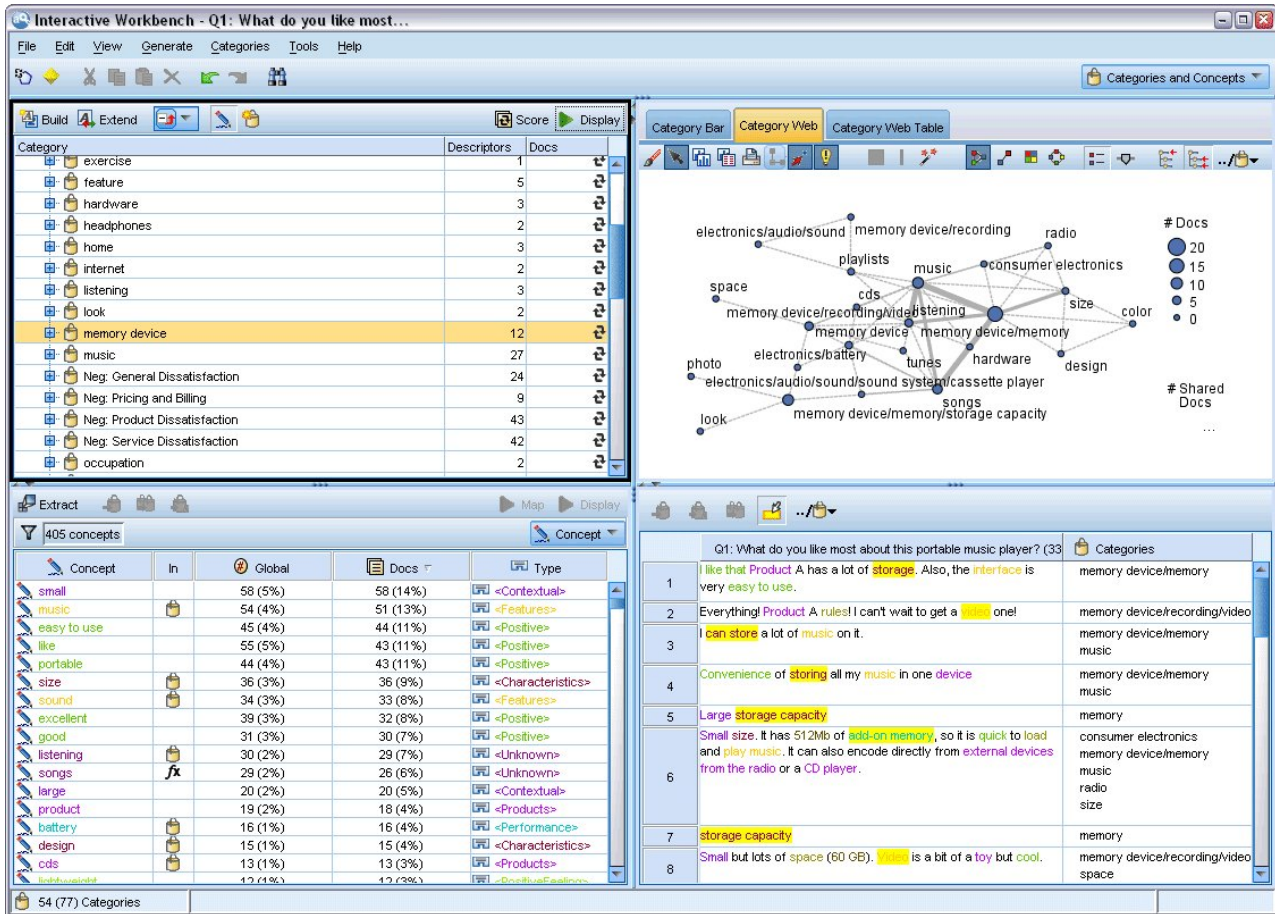 Interactive Workbench - Q1: What do you like most...
File Edit View Generate Categories Tools Help
Categories and Concepts
Build Extend Score Display
Category Descriptors Docs
exercise 1
feature 5
hardware 3
headphones 2
home 3
internet 2
listening 3
look 2
memory device 12
music 27
Neg: General Dissatisfaction 24
Neg: Pricing and Billing 9
Neg: Product Dissatisfaction 43
Neg: Service Dissatisfaction 42
occupation 2
Category Bar Category Web Category Web Table
../
electronics/audio/sound memory device/recording radio
playlists music consumer electronics
space cds size color
memory device/recording/video listening
memory device memory device/memory
electronics/battery tunes hardware design
photo
electronics/audio/sound/sound system/cassette player
songs
look memory device/memory/storage capacity
# Docs
20
15
10
5
0
# Shared
Docs
...
Extract Map Display
405 concepts Concept
Concept In Global Docs Type
small 58 (5%) 58 (14%) <Contextual>
music 54 (4%) 51 (13%) <Features>
easy to use 45 (4%) 44 (11%) <Positive>
like 55 (5%) 43 (11%) <Positive>
portable 44 (4%) 43 (11%) <Positive>
size 36 (3%) 36 (9%) <Characteristics>
sound 34 (3%) 33 (8%) <Features>
excellent 39 (3%) 32 (8%) <Positive>
good 31 (3%) 30 (7%) <Positive>
listening 30 (2%) 29 (7%) <Unknown>
songs fx 29 (2%) 26 (6%) <Unknown>
large 20 (2%) 20 (5%) <Contextual>
product 19 (2%) 18 (4%) <Products>
battery 16 (1%) 16 (4%) <Performance>
design 15 (1%) 15 (4%) <Characteristics>
cds 13 (1%) 13 (3%) <Products>
lightweight 12 (1%) 12 (3%) <PositiveFeeling>
../
Q1: What do you like most about this portable music player? (33 Categories
1 I like that Product A has a lot of storage. Also, the interface is
very easy to use.
memory device/memory
2 Everything! Product A rules! I can't wait to get a video one! memory device/recording/video
3 I can store a lot of music on it.
memory device/memory
music
4 Convenience of storing all my music in one device
memory device/memory
music
5 Large storage capacity memory
6 Small size. It has 512Mb of add-on memory, so it is quick to load
and play music. It can also encode directly from external devices
from the radio or a CD player.
consumer electronics
memory device/memory
music
radio
size
7 storage capacity memory
8 Small but lots of space (60 GB). Video is a bit of a toy but cool.
memory device/recording/video
space
54 (77) Categories